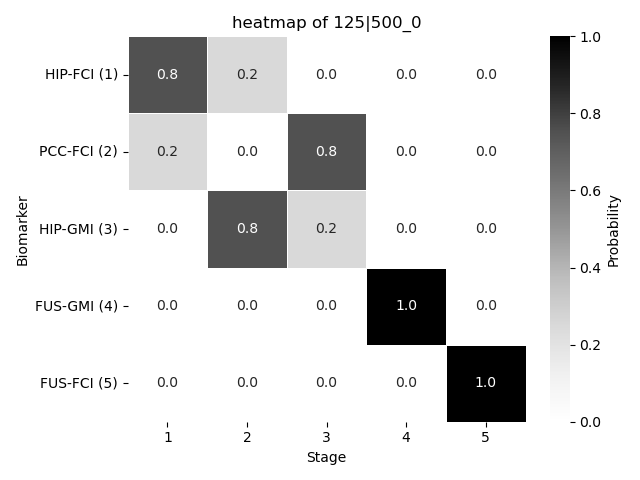 heatmap of 125|500_0
HIP-FCI (1)
0.8 0.2 0.0 0.0 0.0
PCC-FCI (2)
0.2 0.0 0.8 0.0 0.0
HIP-GMI (3)
0.0 0.8 0.2 0.0 0.0
FUS-GMI (4)
0.0 0.0 0.0 1.0 0.0
FUS-FCI (5)
0.0 0.0 0.0 0.0 1.0
1 2 3 4 5
Stage
Biomarker
1.0
0.8
0.6
0.4
0.2
0.0
Probability